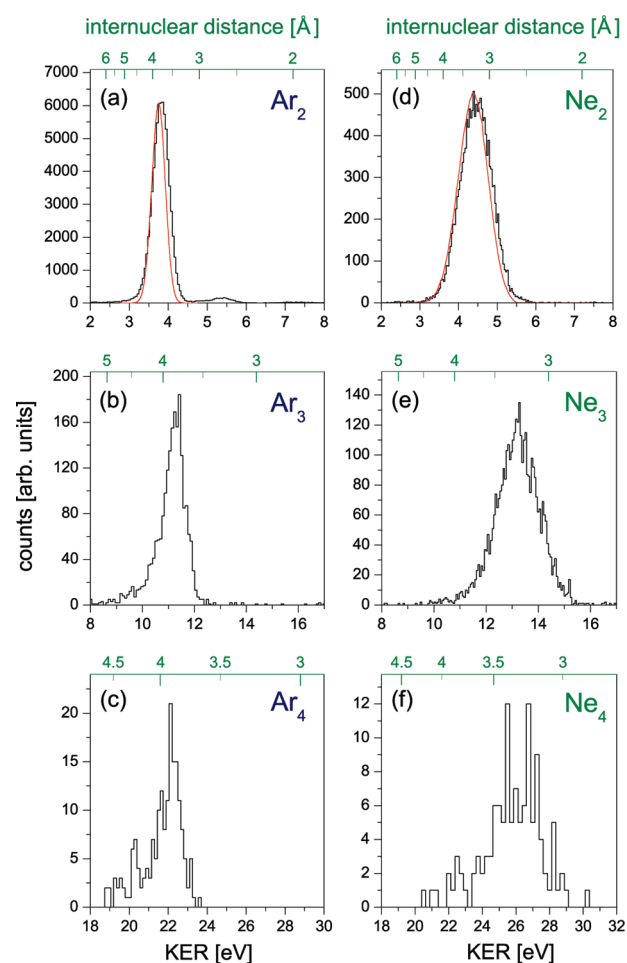 internuclear distance [Å] internuclear distance [Å]
6 5 4 3 2 6 5 4 3 2
7000 (a) Ar2 500 (d) Ne2
6000 400
5000 300
4000 200
3000 100
2000 0
1000
0
2 3 4 5 6 7 8 2 3 4 5 6 7 8
5 4 3 5 4 3
200 (b) Ar3 140 (e) Ne3
160 120
120 100
80 80
40 60
0 40
20
0
8 10 12 14 16 8 10 12 14 16
counts [arb. units]
4.5 4 3.5 3 4.5 4 3.5 3
(c) Ar4 (f) Ne4
20 12
15 10
10 8
5 6
0 4
2
0
18 20 22 24 26 28 30 18 20 22 24 26 28 30 32
KER [eV] KER [eV]